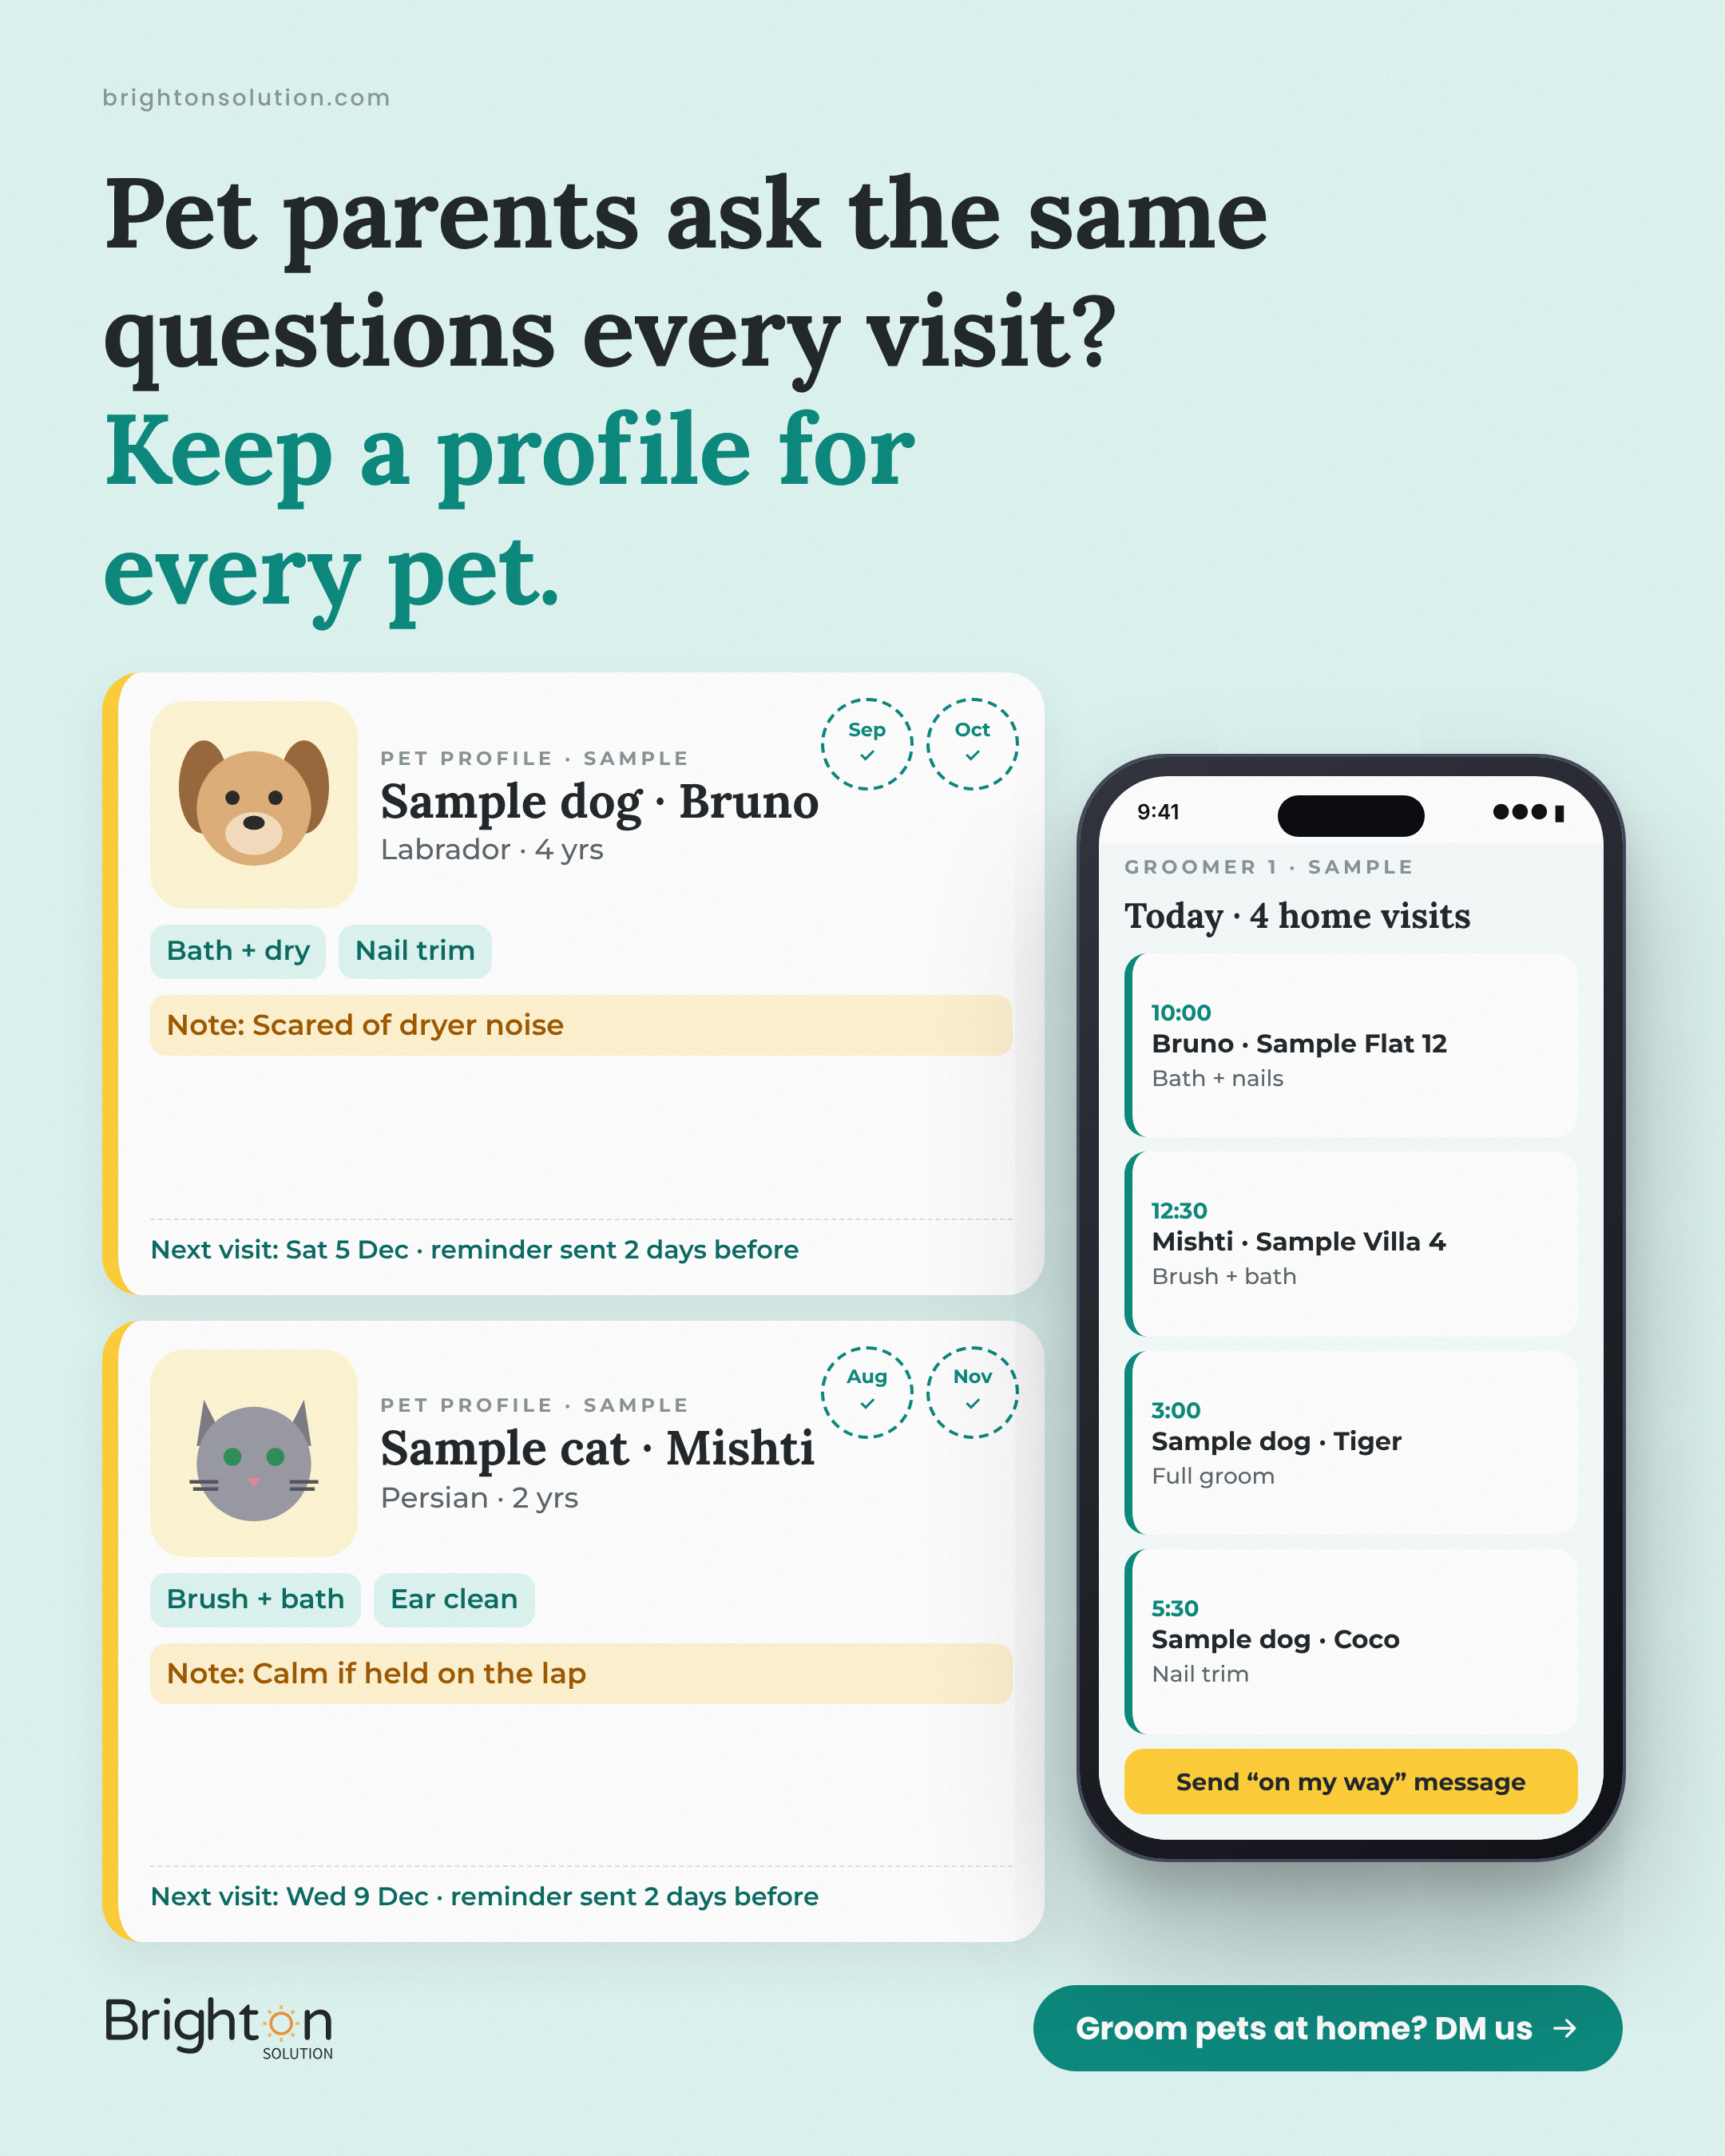 brightonsolution.com
Pet parents ask the same
questions every visit?
Keep a profile for
every pet.
PET PROFILE · SAMPLE
Sample dog · Bruno
Labrador · 4 yrs
Sep
Oct
Bath + dry
Nail trim
Note: Scared of dryer noise
Next visit: Sat 5 Dec · reminder sent 2 days before
PET PROFILE · SAMPLE
Sample cat · Mishti
Persian · 2 yrs
Aug
Nov
Brush + bath
Ear clean
Note: Calm if held on the lap
Next visit: Wed 9 Dec · reminder sent 2 days before
9:41
GROOMER 1 · SAMPLE
Today · 4 home visits
10:00
Bruno · Sample Flat 12
Bath + nails
12:30
Mishti · Sample Villa 4
Brush + bath
3:00
Sample dog · Tiger
Full groom
5:30
Sample dog · Coco
Nail trim
Send “on my way” message
Brighton
SOLUTION
Groom pets at home? DM us →